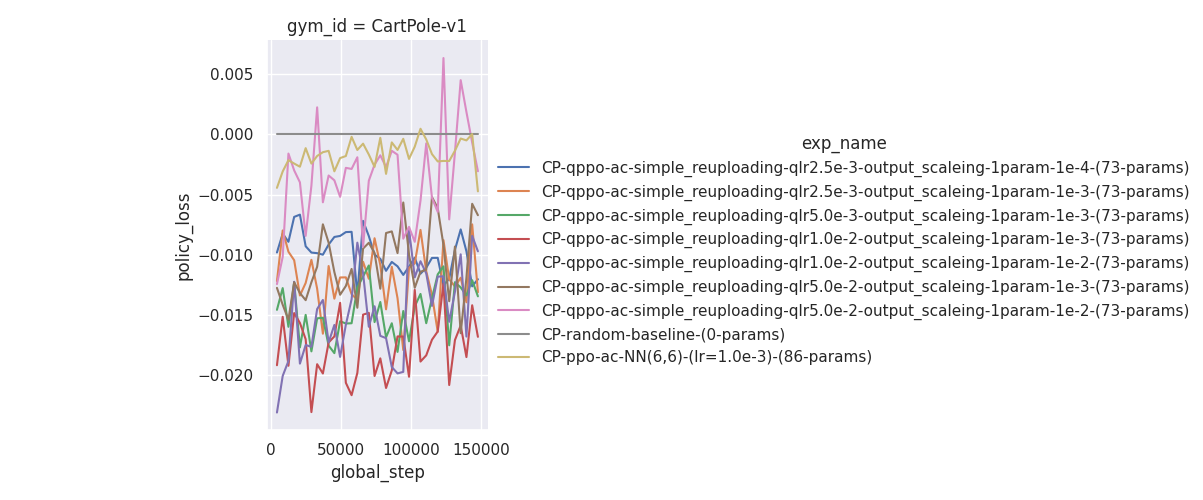 gym_id = CartPole-v1
policy_loss
0.005
0.000
−0.005
−0.010
−0.015
−0.020
0
50000
100000
150000
global_step
exp_name
CP-qppo-ac-simple_reuploading-qlr2.5e-3-output_scaleing-1param-1e-4-(73-params)
CP-qppo-ac-simple_reuploading-qlr2.5e-3-output_scaleing-1param-1e-3-(73-params)
CP-qppo-ac-simple_reuploading-qlr5.0e-3-output_scaleing-1param-1e-3-(73-params)
CP-qppo-ac-simple_reuploading-qlr1.0e-2-output_scaleing-1param-1e-3-(73-params)
CP-qppo-ac-simple_reuploading-qlr1.0e-2-output_scaleing-1param-1e-2-(73-params)
CP-qppo-ac-simple_reuploading-qlr5.0e-2-output_scaleing-1param-1e-3-(73-params)
CP-qppo-ac-simple_reuploading-qlr5.0e-2-output_scaleing-1param-1e-2-(73-params)
CP-random-baseline-(0-params)
CP-ppo-ac-NN(6,6)-(lr=1.0e-3)-(86-params)